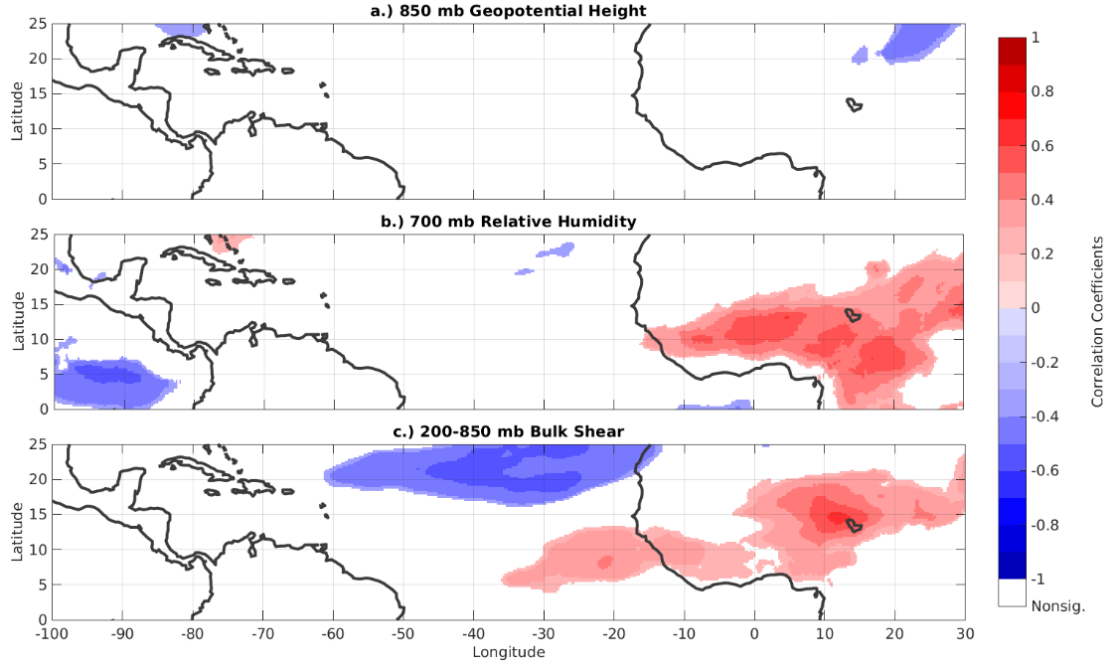 a.) 850 mb Geopotential Height
25
20
15
10
5
0
Latitude
b.) 700 mb Relative Humidity
25
20
15
10
5
0
Latitude
c.) 200-850 mb Bulk Shear
25
20
15
10
5
0
Latitude
-100 -90 -80 -70 -60 -50 -40 -30 -20 -10 0 10 20 30
Longitude
1
0.8
0.6
0.4
0.2
0
-0.2
-0.4
-0.6
-0.8
-1
Nonsig.
Correlation Coefficients